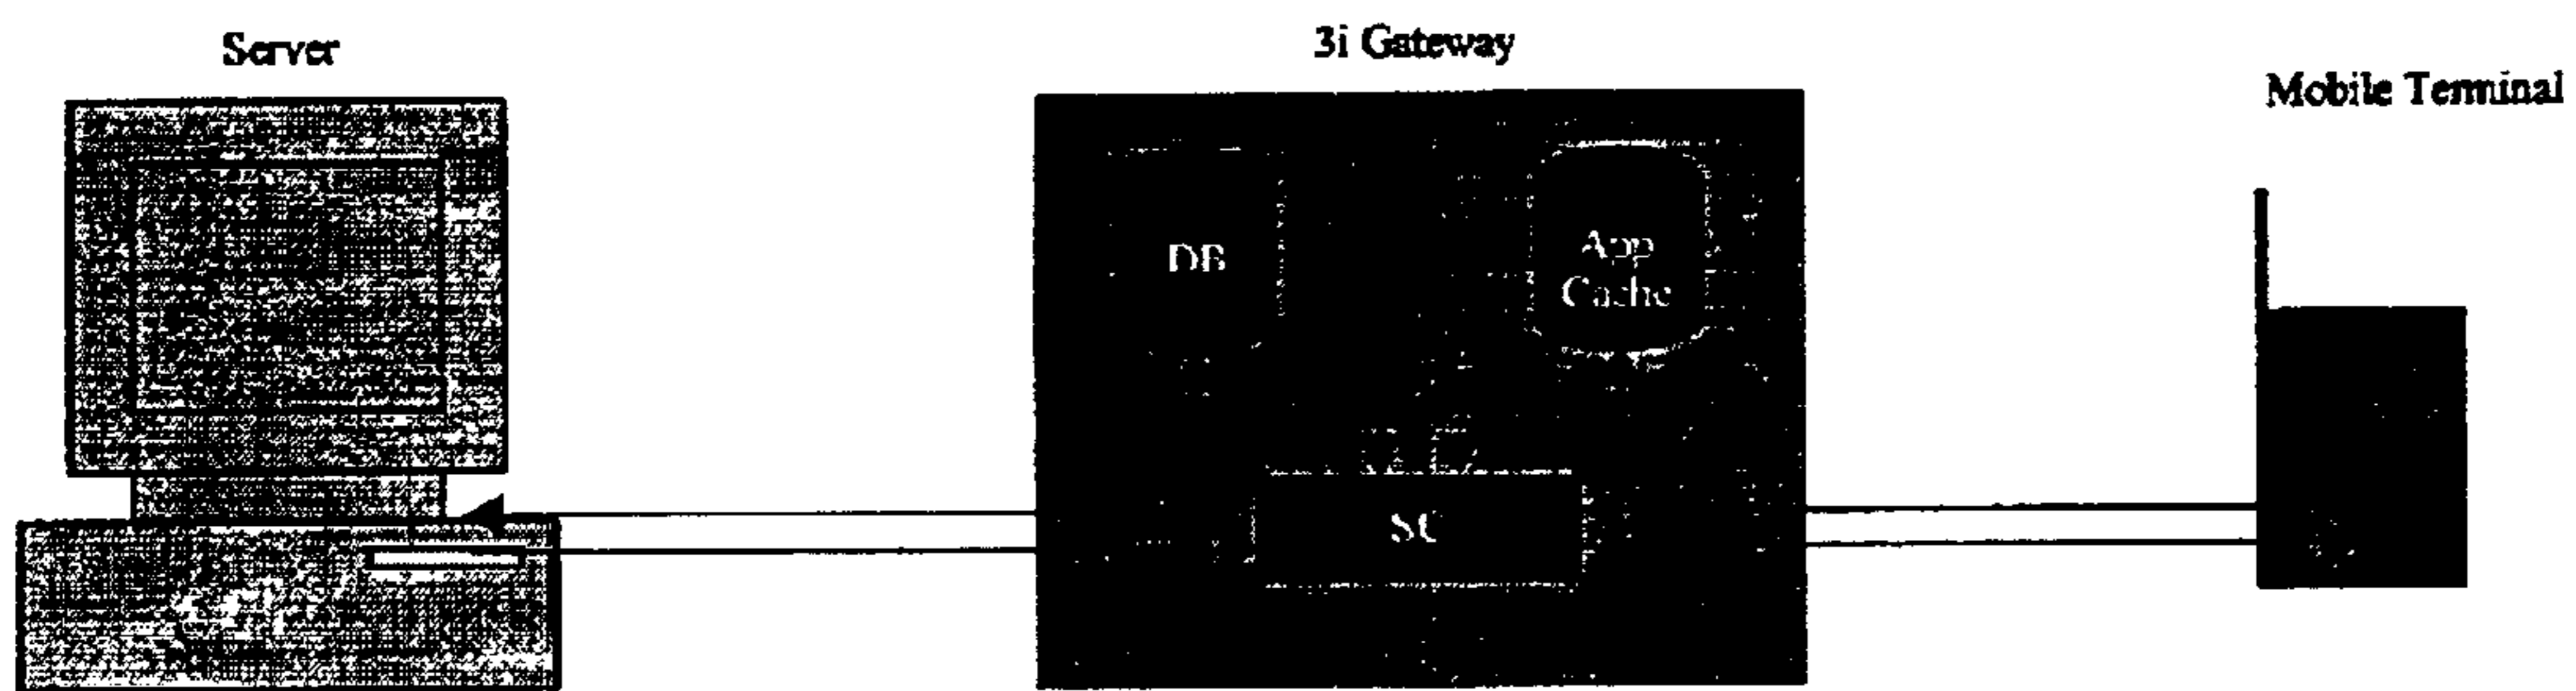 Server
3i Gateway
Mobile Terminal
DB
App
Cache
SC